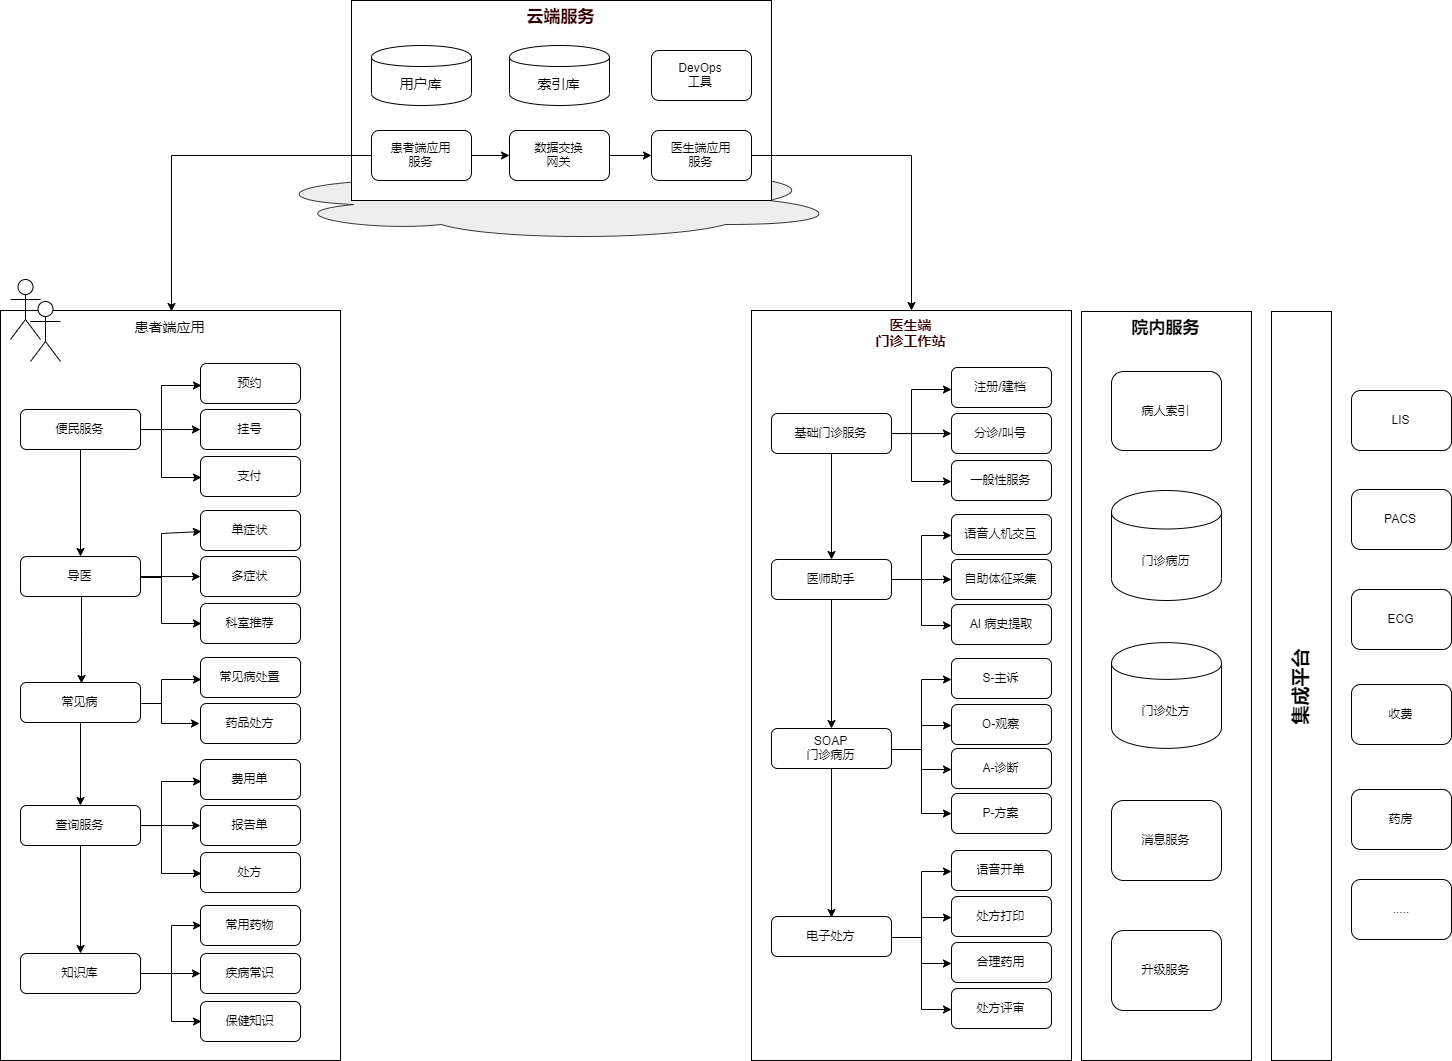 云端服务
用户库
索引库
DevOps
工具
患者端应用
服务
数据交换
网关
医生端应用
服务
患者端应用
便民服务
预约
挂号
支付
导医
单症状
多症状
科室推荐
常见病
常见病处置
药品处方
查询服务
费用单
报告单
处方
知识库
常用药物
疾病常识
保健知识
医生端
门诊工作站
基础门诊服务
注册/建档
分诊/叫号
一般性服务
医师助手
语音人机交互
自助体征采集
AI 病史提取
SOAP
门诊病历
S-主诉
O-观察
A-诊断
P-方案
电子处方
语音开单
处方打印
合理药用
处方评审
院内服务
病人索引
门诊病历
门诊处方
消息服务
升级服务
集成平台
LIS
PACS
ECG
收费
药房
.....